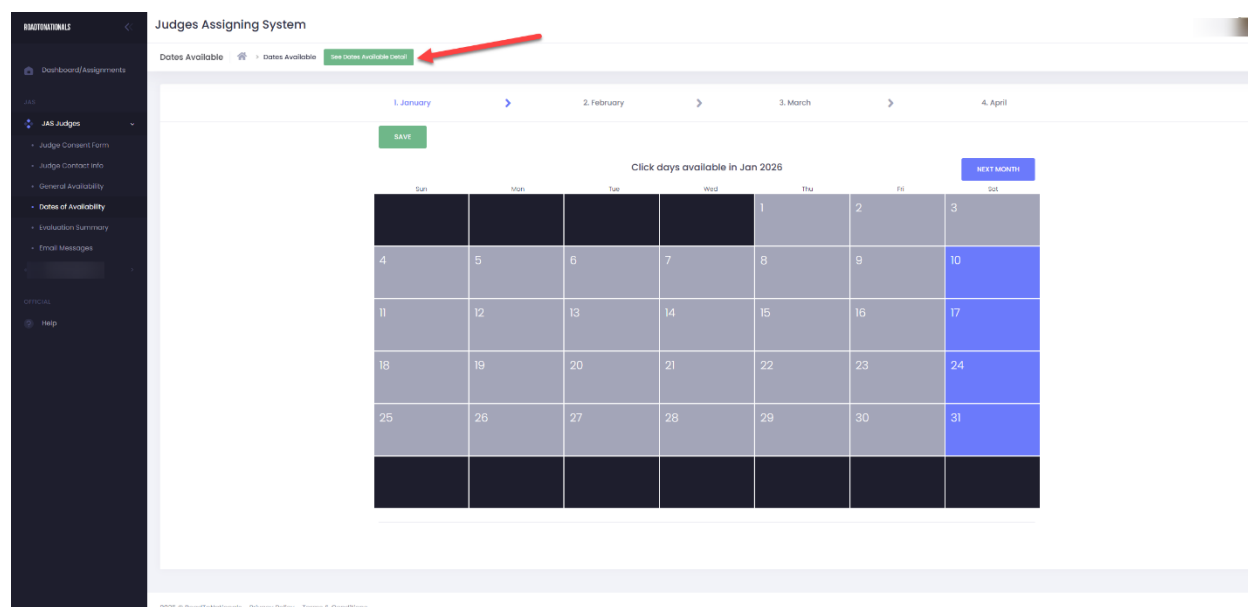 ROADTONATIONALS
Judges Assigning System
Dates Available > Dates Available See Dates Available Detail
Dashboard/Assignments
JAS
JAS Judges
Judge Consent Form
Judge Contact Info
General Availability
Dates of Availability
Evaluation Summary
Email Messages
OFFICIAL
Help
1. January 2. February 3. March 4. April
SAVE
Click days available in Jan 2026
NEXT MONTH
Sun Mon Tue Wed Thu Fri Sat
1 2 3
4 5 6 7 8 9 10
11 12 13 14 15 16 17
18 19 20 21 22 23 24
25 26 27 28 29 30 31